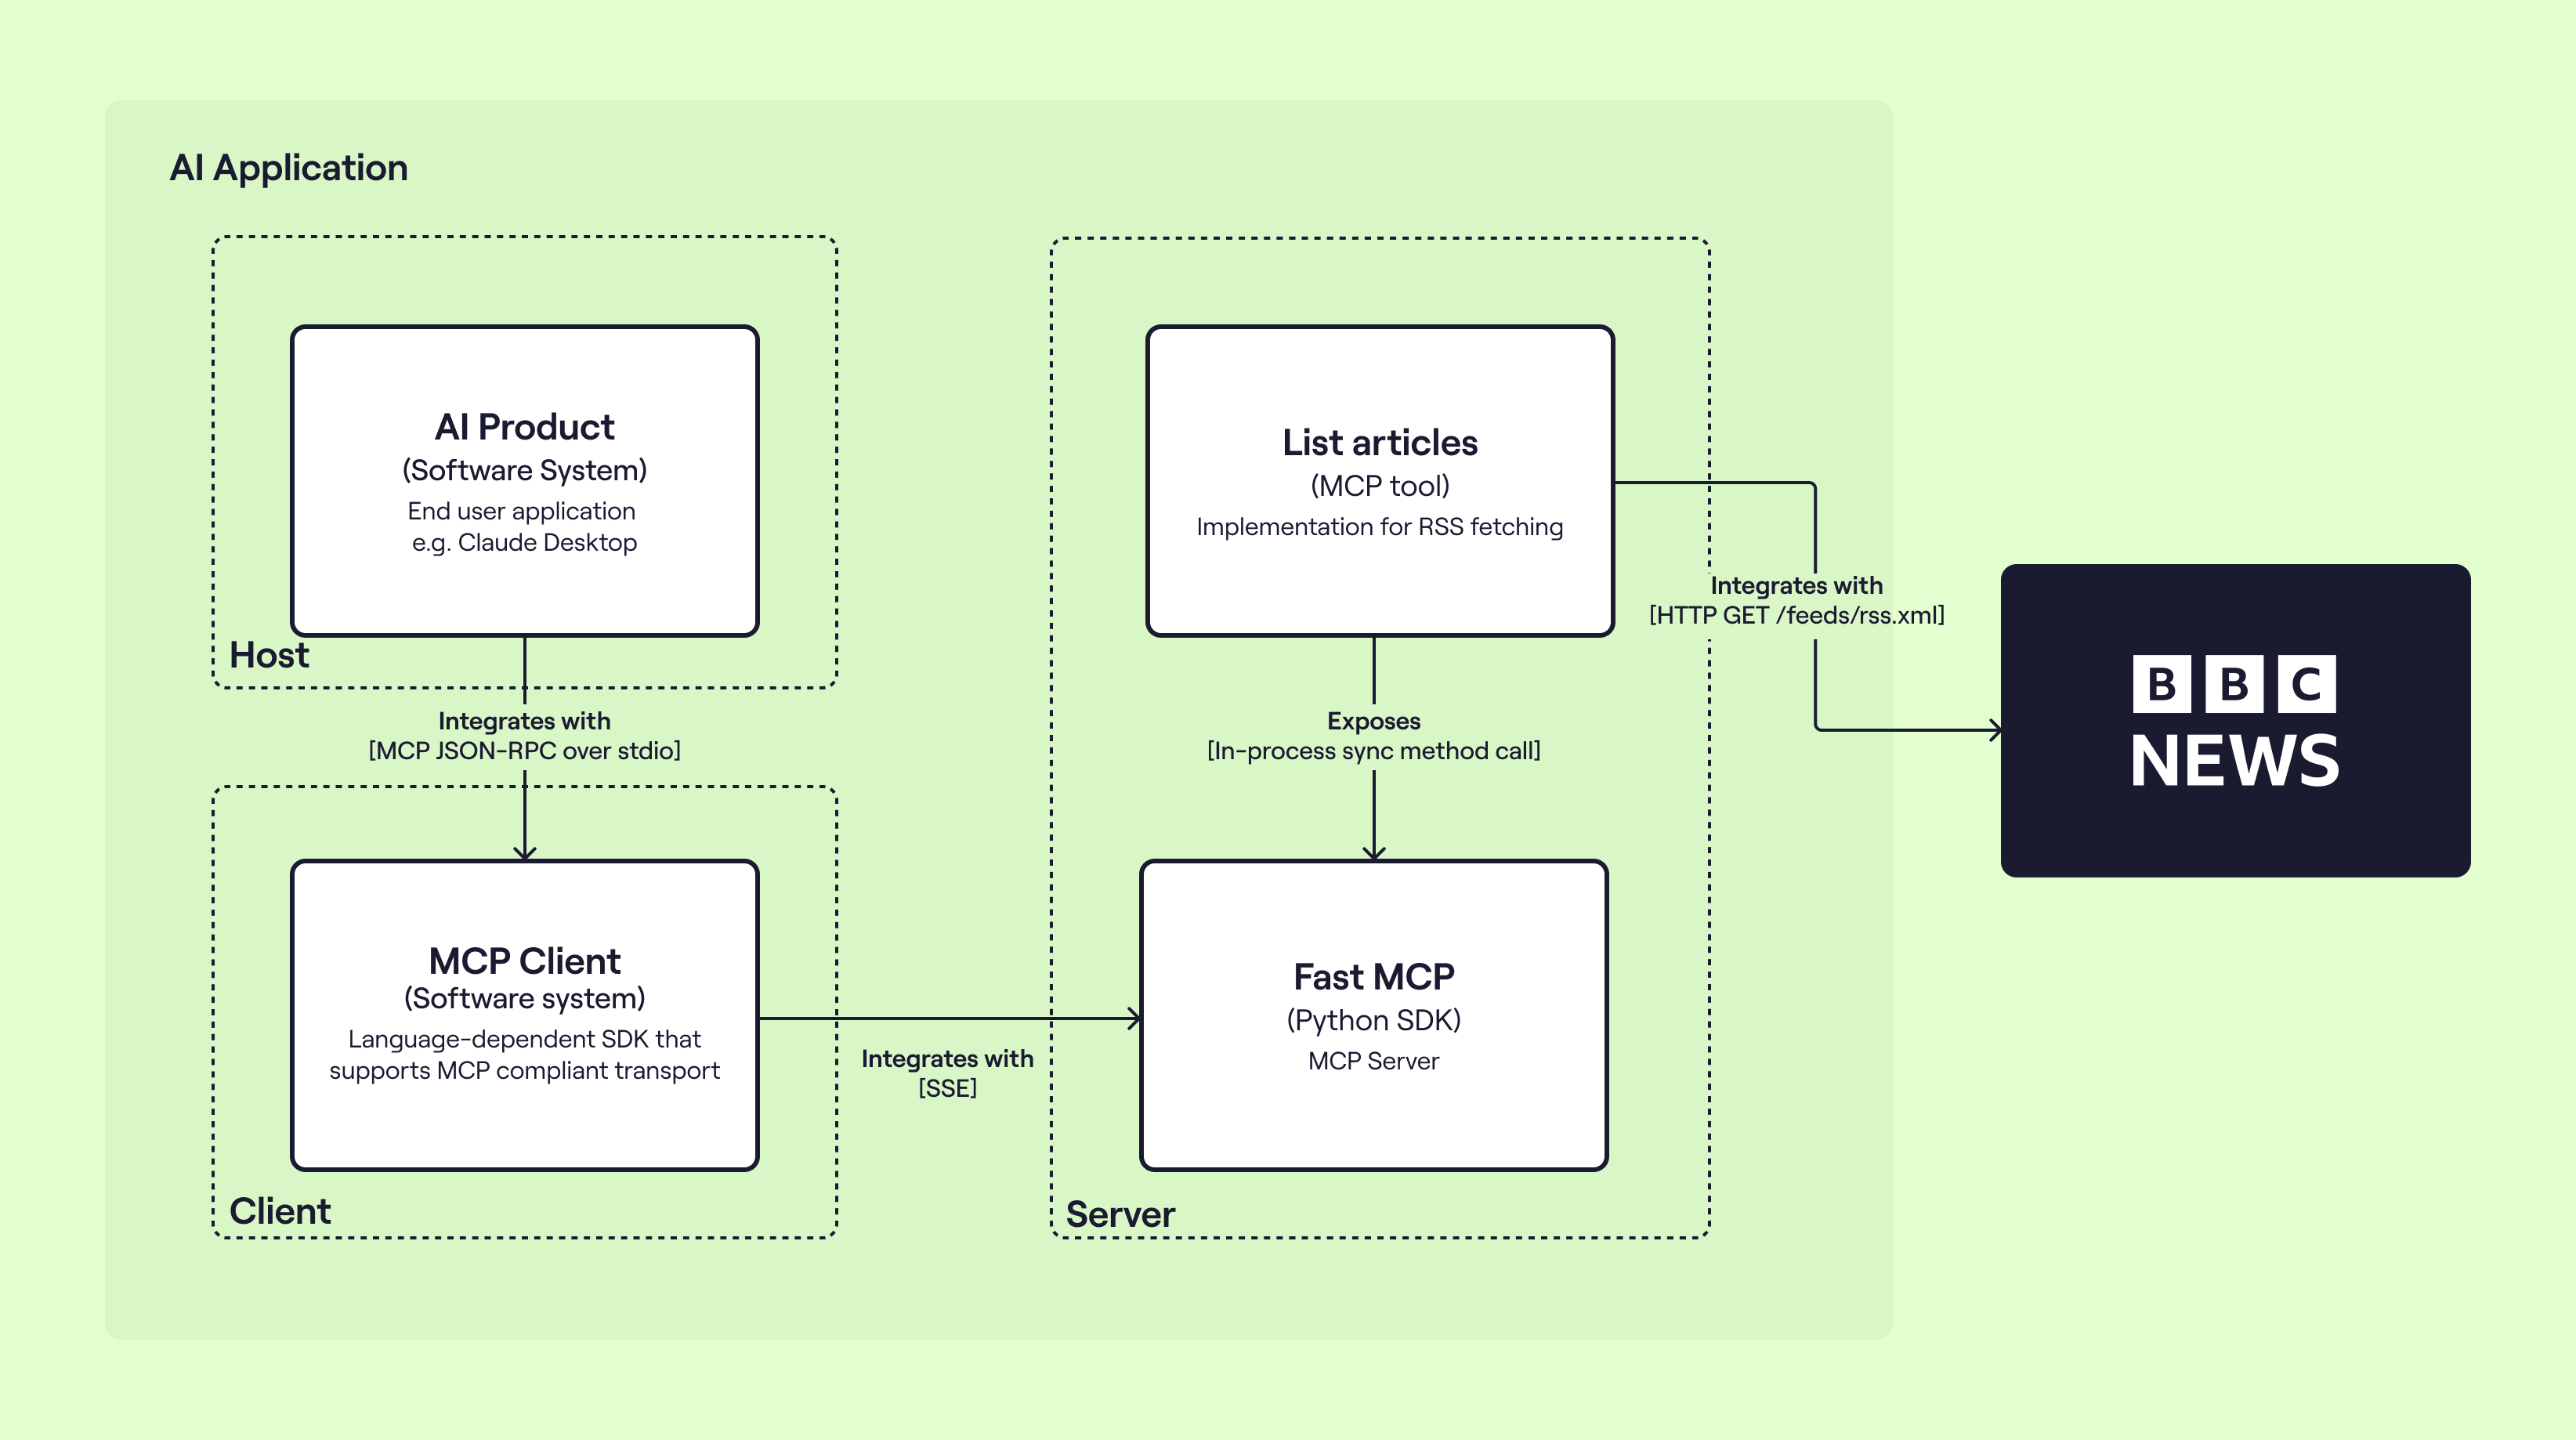 AI Application
AI Product
(Software System)
End user application
e.g. Claude Desktop
Host
Integrates with
[MCP JSON-RPC over stdio]
MCP Client
(Software system)
Language-dependent SDK that
supports MCP compliant transport
Client
Integrates with
[SSE]
List articles
(MCP tool)
Implementation for RSS fetching
Exposes
[In-process sync method call]
Fast MCP
(Python SDK)
MCP Server
Server
Integrates with
[HTTP GET /feeds/rss.xml]
BBC
NEWS